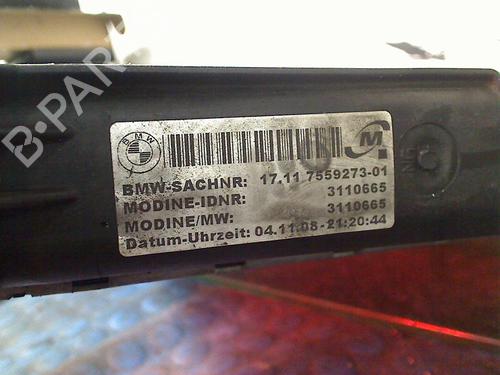 B-PARTS
BMW
M
BMW-SACHNR: 17.11 7559273-01
MODINE-IDNR: 3110665
MODINE/MW: 3110665
Datum-Uhrzeit: 04.11.08-21:20:44